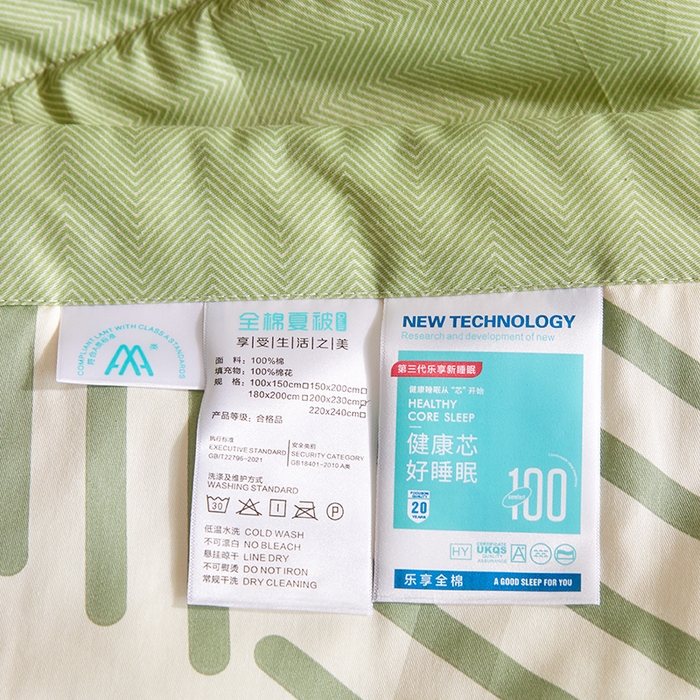 COMPLIANT LANT WITH CLASS A STANDARDS
符合A类标准
AA
类
全棉夏被
享·受·生·活·之·美
面 料：100%棉
填充物：100%棉花
规 格：100x150cm□150x200cm□
180x200cm□200x230cm
220x240cm□
产品等级：合格品
执行标准
EXECUTIVE STANDARD
GB/T22796-2021
安全类别
SECURITY CATEGORY
GB18401-2010 A类
洗涤及维护方式
WASHING STANDARD
30
P
低温水洗 COLD WASH
不可漂白 NO BLEACH
悬挂晾干 LINE DRY
不可熨烫 DO NOT IRON
常规干洗 DRY CLEANING
NEW TECHNOLOGY
Research and development of new
第三代乐享新睡眠
健康睡眠从“芯”开始
HEALTHY
CORE SLEEP
健康芯
好睡眠
20
YEARS
comfort
100
HY
CERTIFICATE
UKQS
QUALITY
ASSURANCE
A
乐享全棉
A GOOD SLEEP FOR YOU